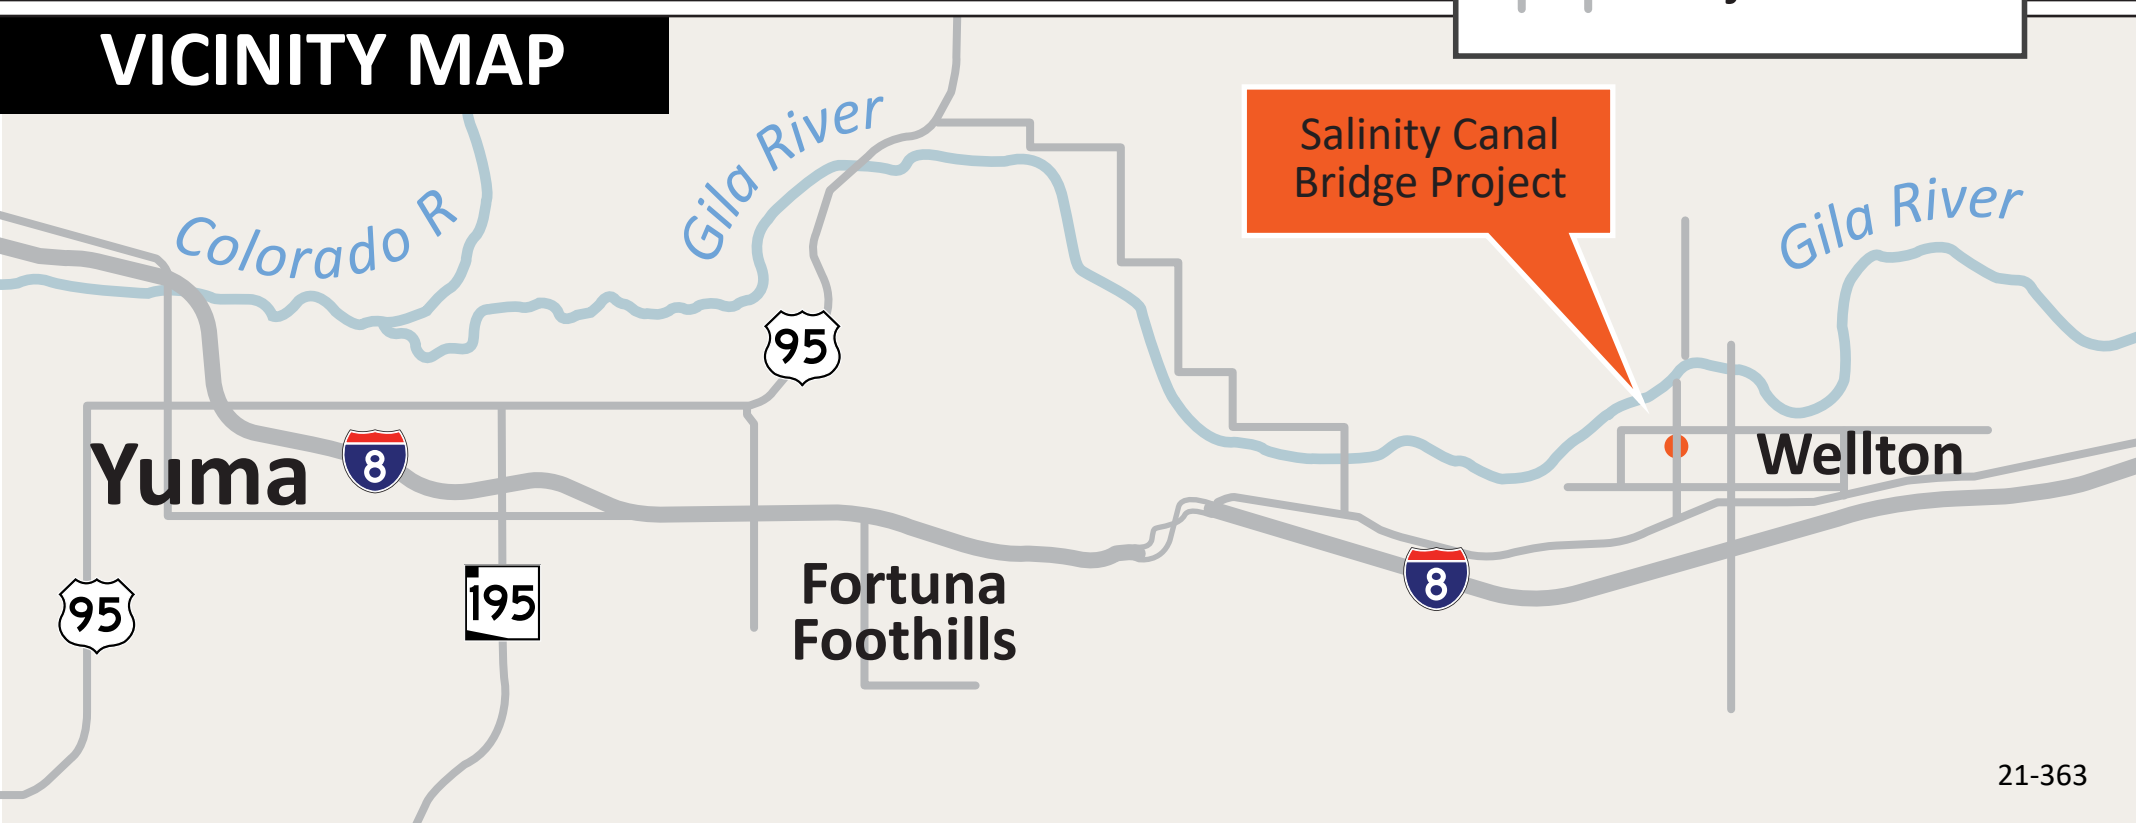 VICINITY MAP
Colorado R
Gila River
Salinity Canal
Bridge Project
Gila River
95
Yuma
8
Wellton
95
195
Fortuna
Foothills
8
21-363